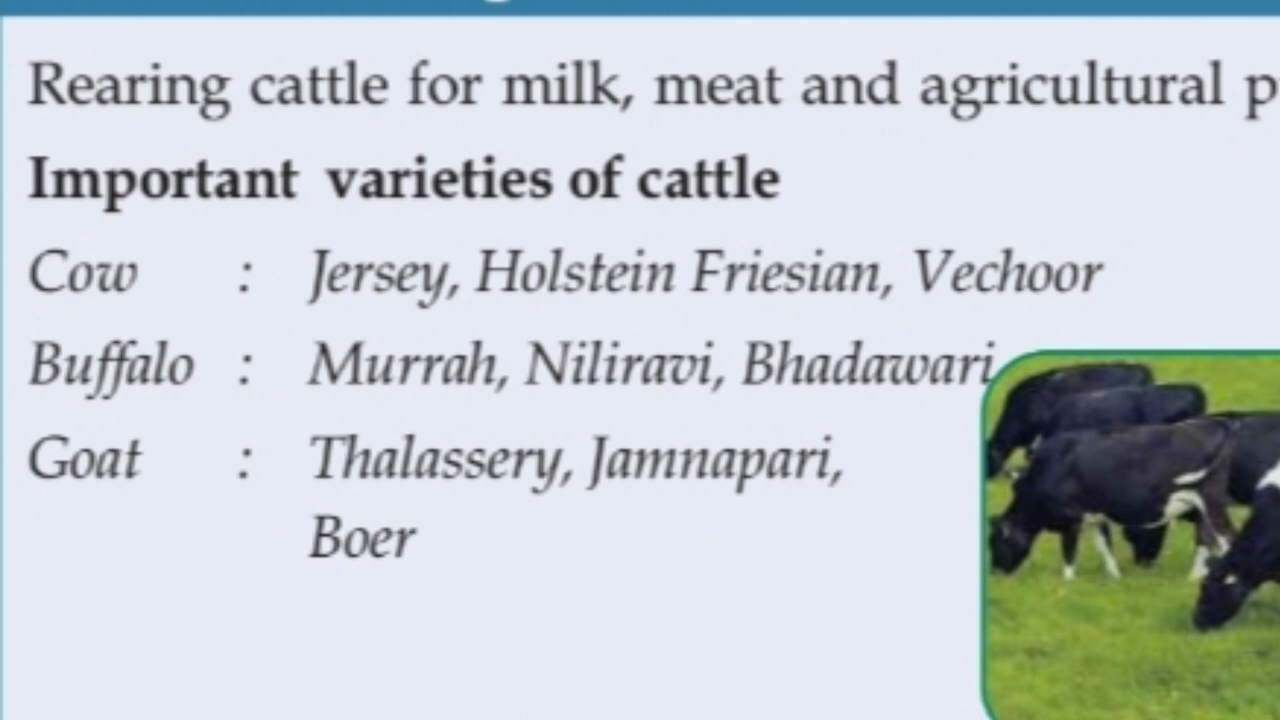 Rearing cattle for milk, meat and agricultural
Important varieties of cattle
Cow : Jersey, Holstein Friesian, Vechoor
Buffalo : Murrah, Niliravi, Bhadawari
Goat : Thalassery, Jamnapari,
Boer